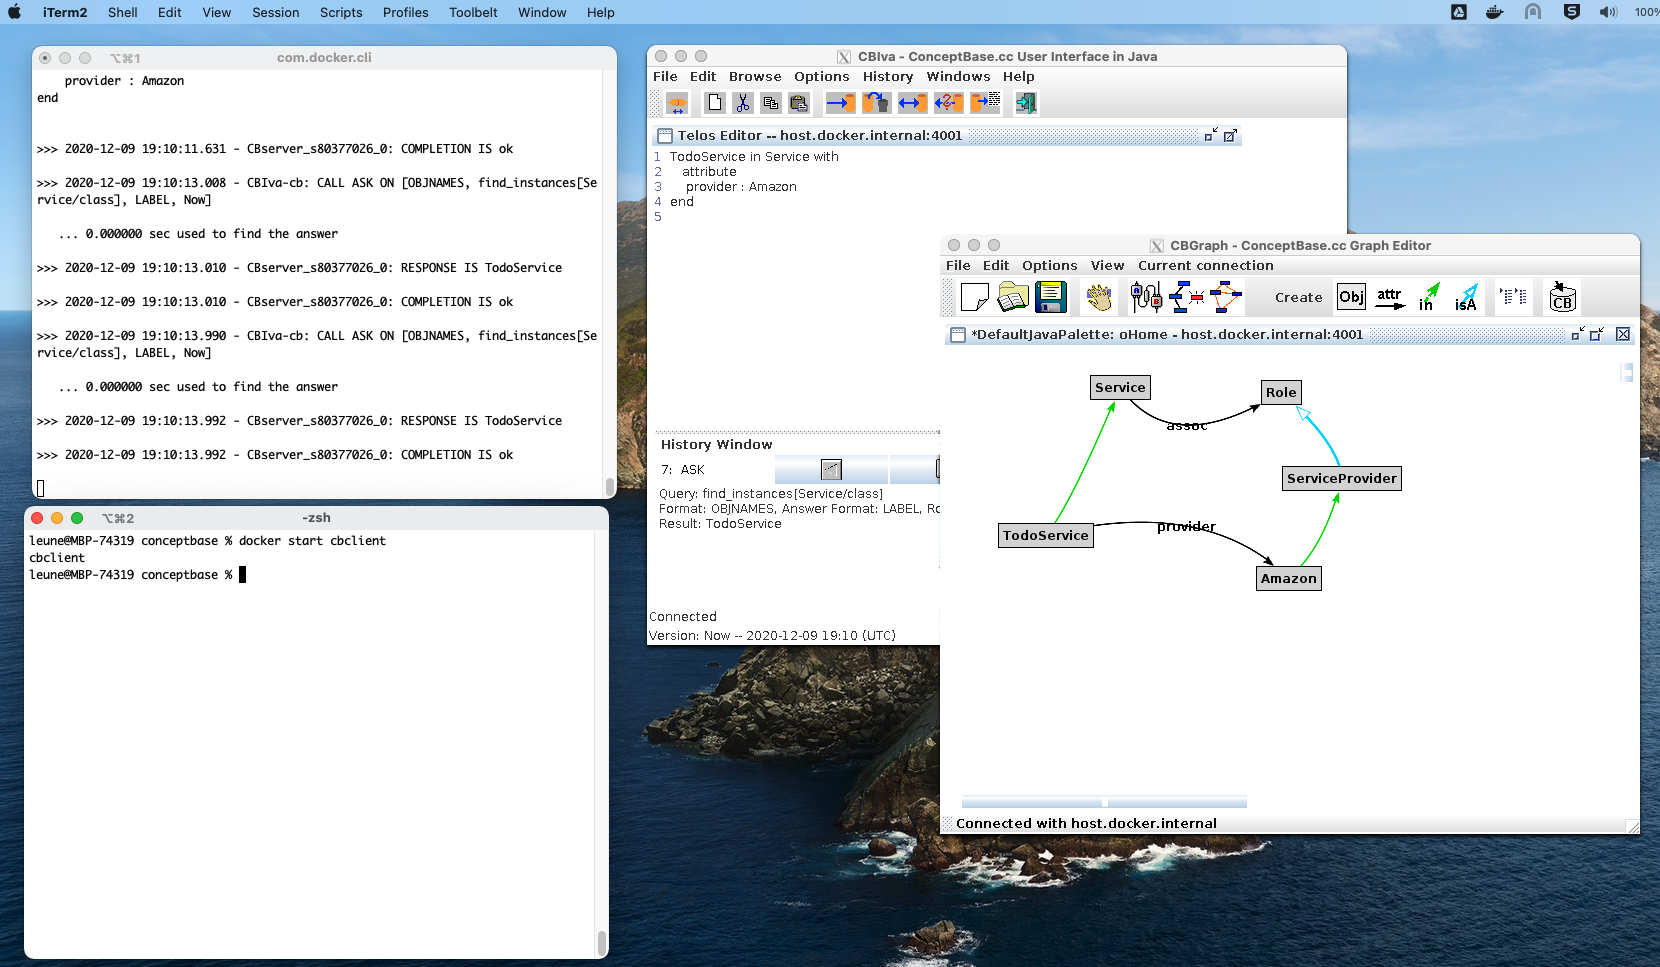 iTerm2 Shell Edit View Session Scripts Profiles Toolbelt Window Help 100%
⌥⌘1 com.docker.cli
provider : Amazon
end
>>> 2020-12-09 19:10:11.631 - CBserver_s80377026_0: COMPLETION IS ok
>>> 2020-12-09 19:10:13.008 - CBIva-cb: CALL ASK ON [OBJNAMES, find_instances[Se
rvice/class], LABEL, Now]
... 0.000000 sec used to find the answer
>>> 2020-12-09 19:10:13.010 - CBserver_s80377026_0: RESPONSE IS TodoService
>>> 2020-12-09 19:10:13.010 - CBserver_s80377026_0: COMPLETION IS ok
>>> 2020-12-09 19:10:13.990 - CBIva-cb: CALL ASK ON [OBJNAMES, find_instances[Se
rvice/class], LABEL, Now]
... 0.000000 sec used to find the answer
>>> 2020-12-09 19:10:13.992 - CBserver_s80377026_0: RESPONSE IS TodoService
>>> 2020-12-09 19:10:13.992 - CBserver_s80377026_0: COMPLETION IS ok
⌥⌘2 -zsh
leune@MBP-74319 conceptbase % docker start cbclient
cbclient
leune@MBP-74319 conceptbase %
CBIva - ConceptBase.cc User Interface in Java
File Edit Browse Options History Windows Help
Telos Editor -- host.docker.internal:4001
1 TodoService in Service with
2 attribute
3 provider : Amazon
4 end
5
History Window
7: ASK
Query: find_instances[Service/class]
Format: OBJNAMES, Answer Format: LABEL, Ro
Result: TodoService
Connected
Version: Now -- 2020-12-09 19:10 (UTC)
CBGraph - ConceptBase.cc Graph Editor
File Edit Options View Current connection
A B Create Obj attr in isA CB
*DefaultJavaPalette: oHome - host.docker.internal:4001
Service
Role
assoc
ServiceProvider
TodoService
provider
Amazon
Connected with host.docker.internal